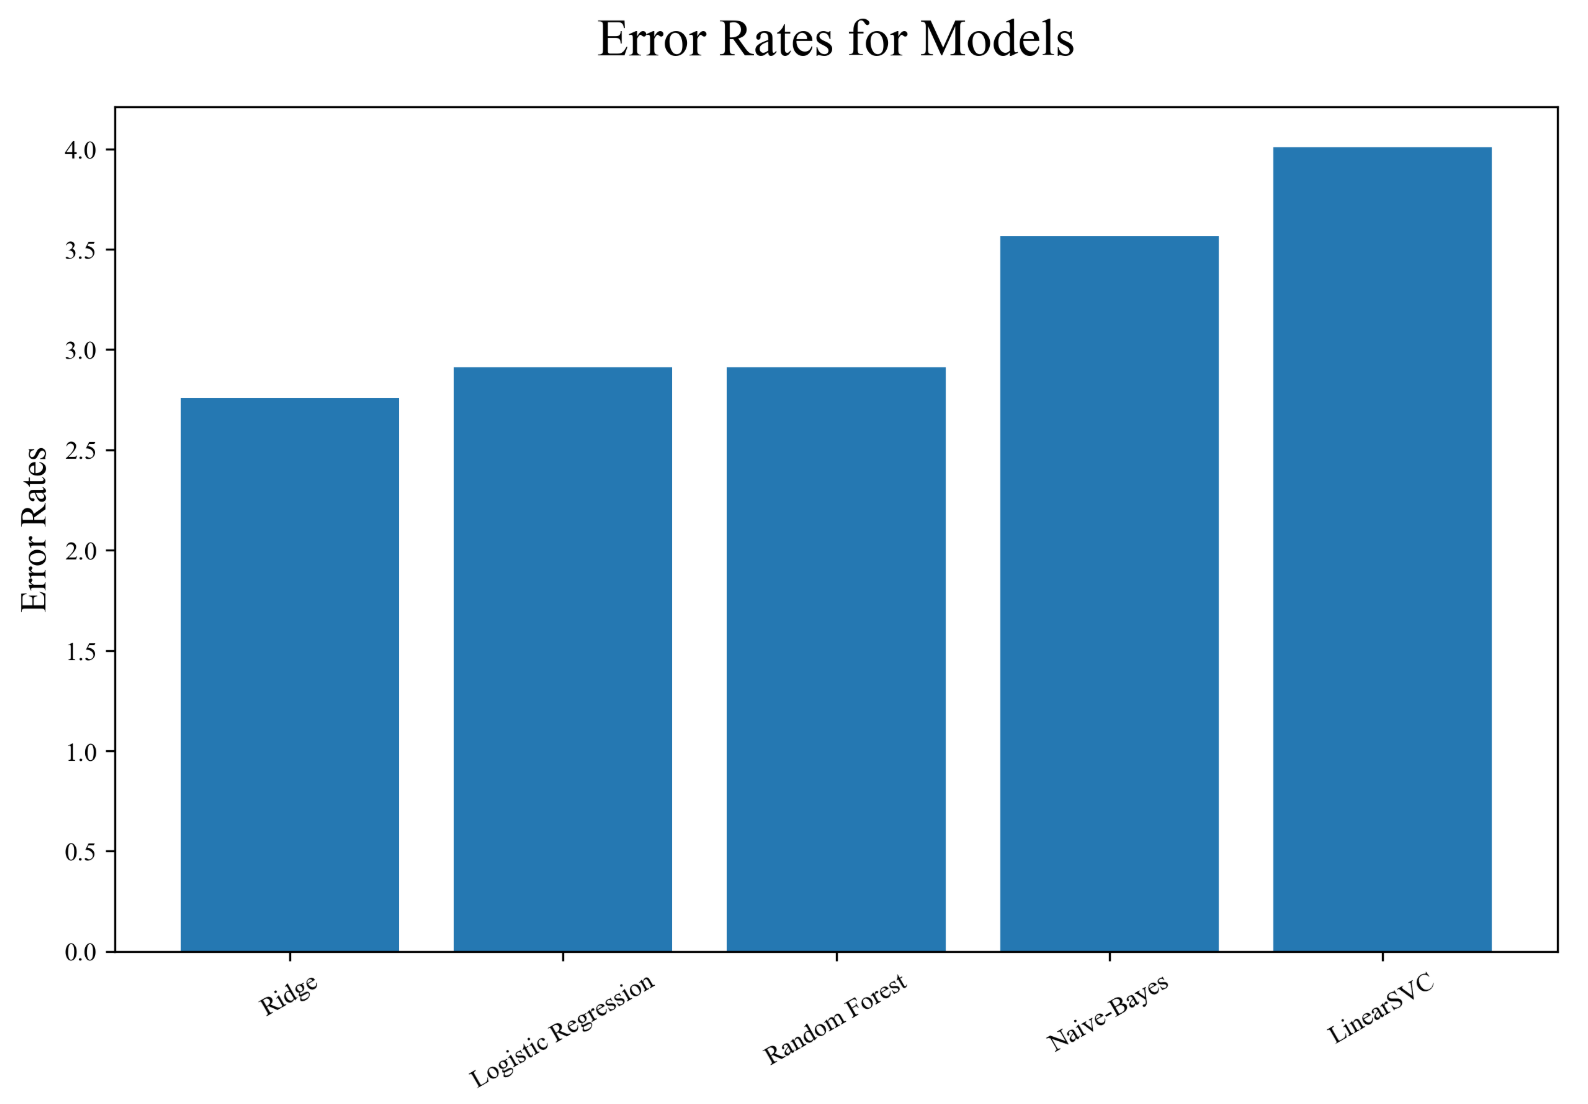 Error Rates for Models
4.0
3.5
3.0
2.5
2.0
1.5
1.0
0.5
0.0
Error Rates
Ridge
Logistic Regression
Random Forest
Naive-Bayes
LinearSVC